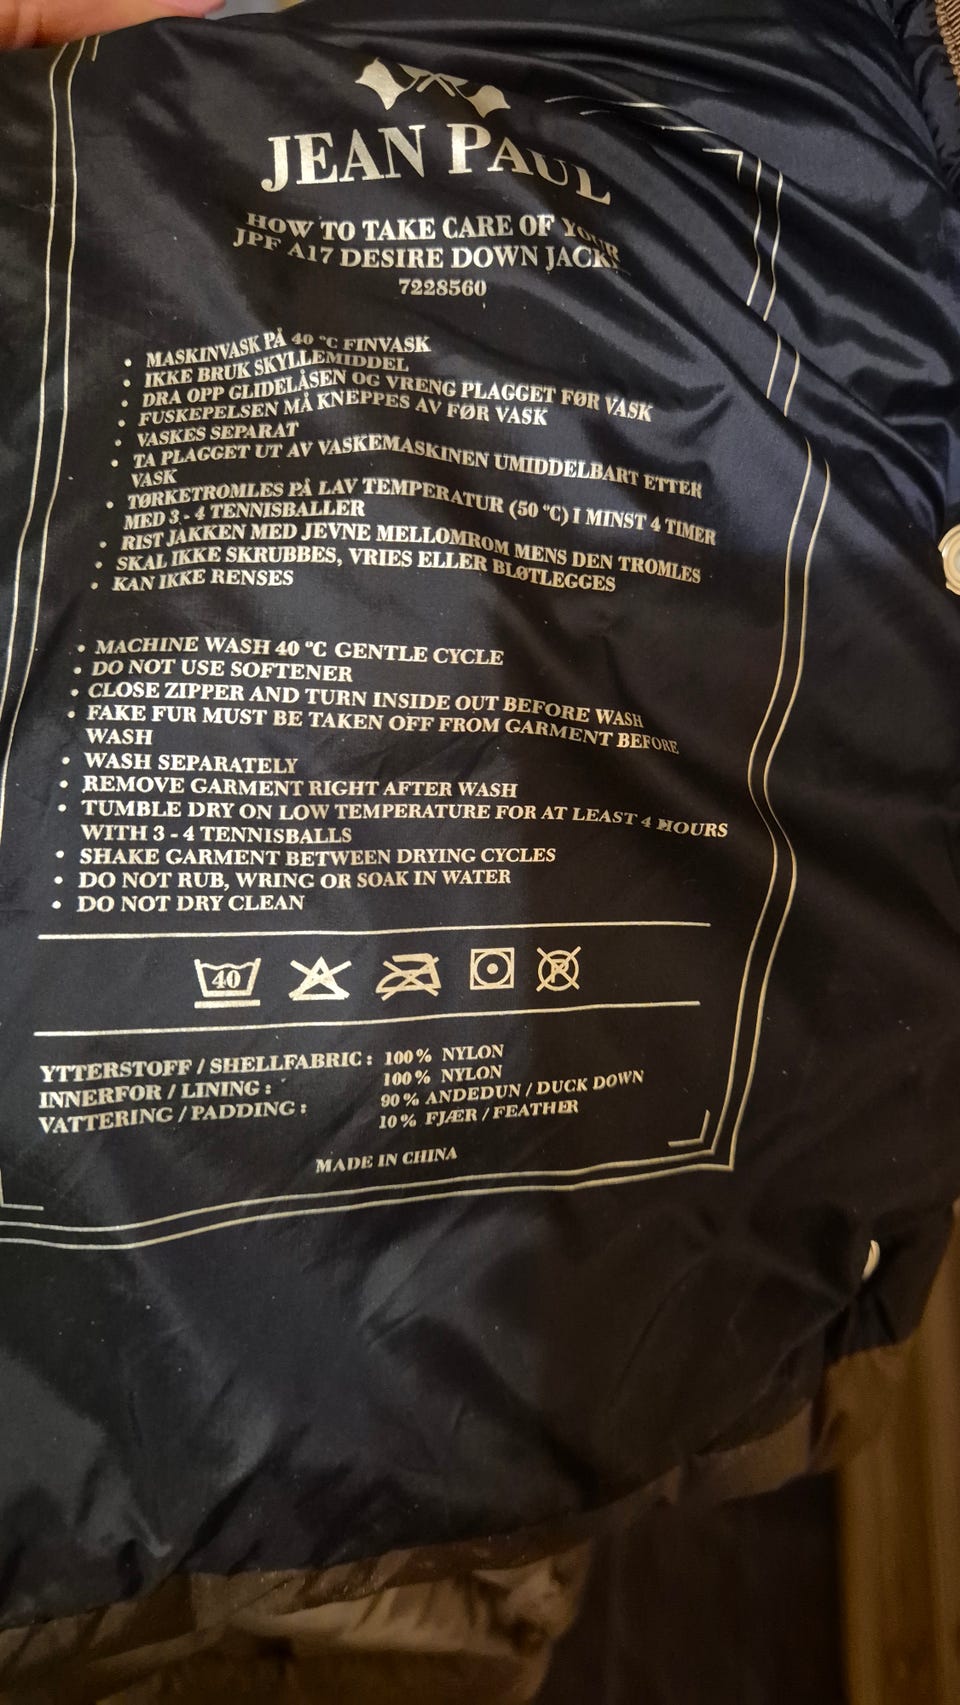 JEAN PAUL
HOW TO TAKE CARE OF YOUR
JPF A17 DESIRE DOWN JACKET
7228560
• MASKINVASK PÅ 40 °C FINVASK
• IKKE BRUK SKYLLEMIDDEL
• DRA OPP GLIDELÅSEN OG VRENG PLAGGET FØR VASK
• FUSKEPELSEN MÅ KNEPPES AV FØR VASK
• VASKES SEPARAT
• TA PLAGGET UT AV VASKEMASKINEN UMIDDELBART ETTER
VASK
• TØRKETROMLES PÅ LAV TEMPERATUR (50 °C) I MINST 4 TIMER
MED 3 - 4 TENNISBALLER
• RIST JAKKEN MED JEVNE MELLOMROM MENS DEN TROMLES
• SKAL IKKE SKRUBBES, VRIES ELLER BLØTLEGGES
• KAN IKKE RENSES
• MACHINE WASH 40 °C GENTLE CYCLE
• DO NOT USE SOFTENER
• CLOSE ZIPPER AND TURN INSIDE OUT BEFORE WASH
• FAKE FUR MUST BE TAKEN OFF FROM GARMENT BEFORE
WASH
• WASH SEPARATELY
• REMOVE GARMENT RIGHT AFTER WASH
• TUMBLE DRY ON LOW TEMPERATURE FOR AT LEAST 4 HOURS
WITH 3 - 4 TENNISBALLS
• SHAKE GARMENT BETWEEN DRYING CYCLES
• DO NOT RUB, WRING OR SOAK IN WATER
• DO NOT DRY CLEAN
40
YTTERSTOFF / SHELLFABRIC: 100% NYLON
INNERFOR / LINING: 100% NYLON
VATTERING / PADDING: 90% ANDEDUN / DUCK DOWN
10% FJÆR / FEATHER
MADE IN CHINA